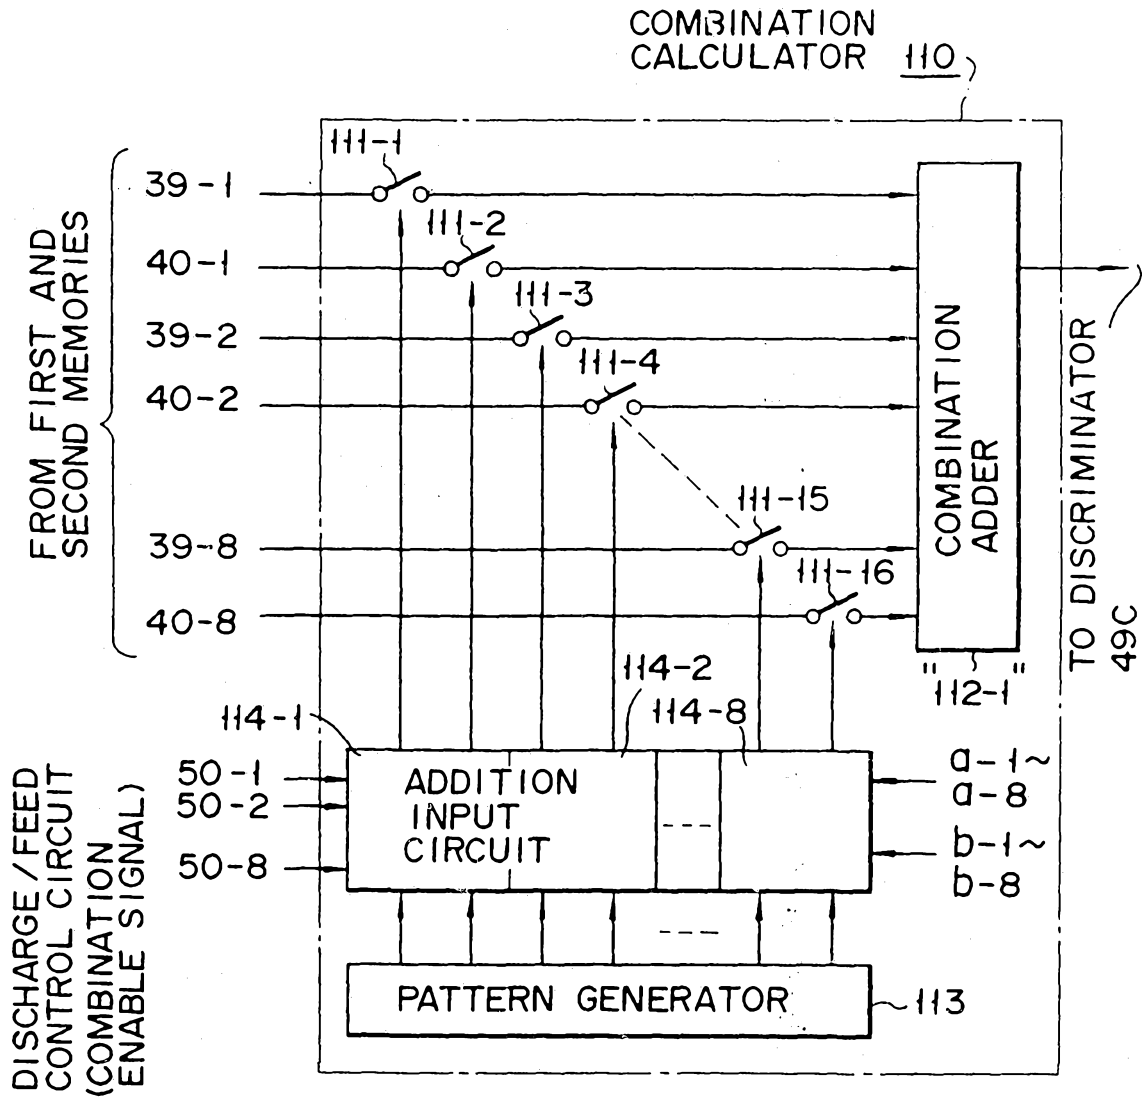 COMBINATION
CALCULATOR 110
111-1
39-1
111-2
40-1
111-3
39-2
111-4
40-2
111-15
39-8
111-16
40-8
FROM FIRST AND
SECOND MEMORIES
COMBINATION
ADDER
"112-1"
TO DISCRIMINATOR
49C
114-1
114-2
114-8
50-1
50-2
50-8
ADDITION
INPUT
CIRCUIT
----
a-1~
a-8
b-1~
b-8
----
DISCHARGE/FEED
CONTROL CIRCUIT
(COMBINATION
ENABLE SIGNAL)
PATTERN GENERATOR
113